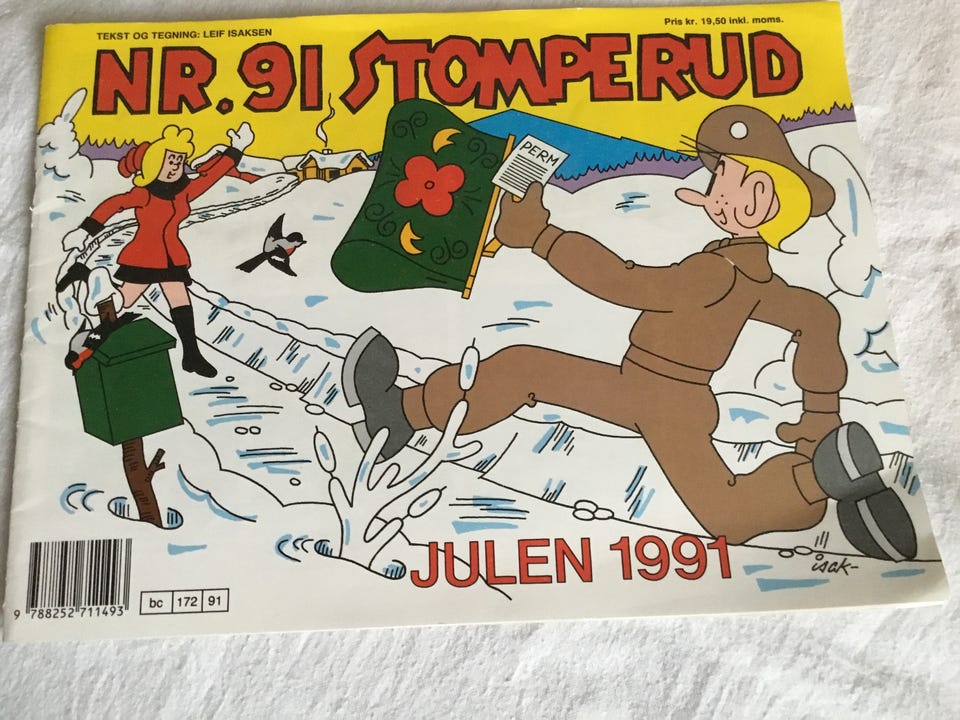 TEKST OG TEGNING: LEIF ISAKSEN
Pris kr. 19,50 inkl. moms.
NR. 91 STOMPERUD
PERM
JULEN 1991
isak-
9 788252 711493
bc 172 91